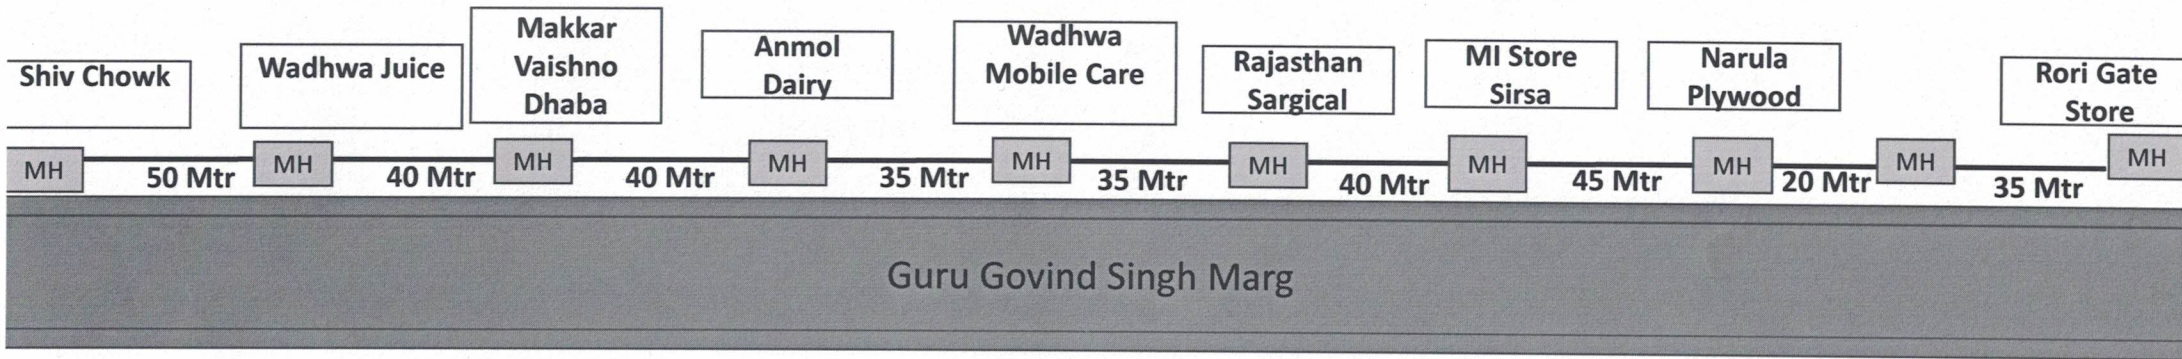 Shiv Chowk
Wadhwa Juice
Makkar
Vaishno
Dhaba
Anmol
Dairy
Wadhwa
Mobile Care
Rajasthan
Sargical
MI Store
Sirsa
Narula
Plywood
Rori Gate
Store
MH
50 Mtr
MH
40 Mtr
MH
40 Mtr
MH
35 Mtr
MH
35 Mtr
MH
40 Mtr
MH
45 Mtr
MH
20 Mtr
MH
35 Mtr
MH
Guru Govind Singh Marg